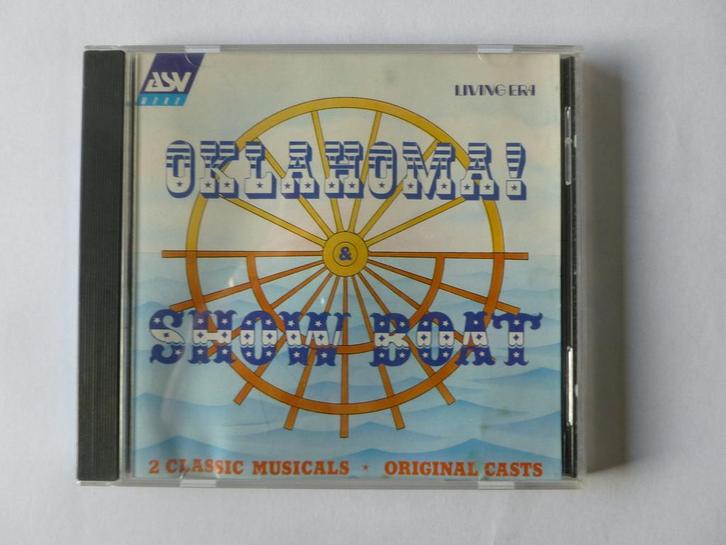 ASV
LIVING ERA
OKLAHOMA!
&
SHOW BOAT
2 CLASSIC MUSICALS • ORIGINAL CASTS